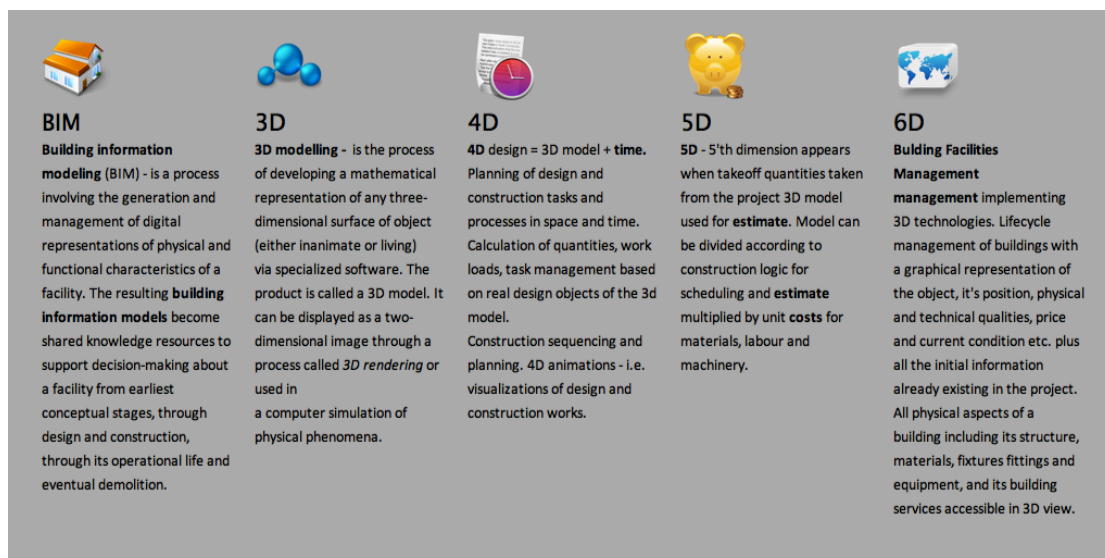 BIM
Building information
modeling (BIM) - is a process
involving the generation and
management of digital
representations of physical and
functional characteristics of a
facility. The resulting building
information models become
shared knowledge resources to
support decision-making about
a facility from earliest
conceptual stages, through
design and construction,
through its operational life and
eventual demolition.
3D
3D modelling - is the process
of developing a mathematical
representation of any three-
dimensional surface of object
(either inanimate or living)
via specialized software. The
product is called a 3D model. It
can be displayed as a two-
dimensional image through a
process called 3D rendering or
used in
a computer simulation of
physical phenomena.
4D
4D design = 3D model + time.
Planning of design and
construction tasks and
processes in space and time.
Calculation of quantities, work
loads, task management based
on real design objects of the 3d
model.
Construction sequencing and
planning. 4D animations - i.e.
visualizations of design and
construction works.
5D
5D - 5'th dimension appears
when takeoff quantities taken
from the project 3D model
used for estimate. Model can
be divided according to
construction logic for
scheduling and estimate
multiplied by unit costs for
materials, labour and
machinery.
6D
Bulding Facilities
Management
management implementing
3D technologies. Lifecycle
management of buildings with
a graphical representation of
the object, it's position, physical
and technical qualities, price
and current condition etc. plus
all the initial information
already existing in the project.
All physical aspects of a
building including its structure,
materials, fixtures fittings and
equipment, and its building
services accessible in 3D view.